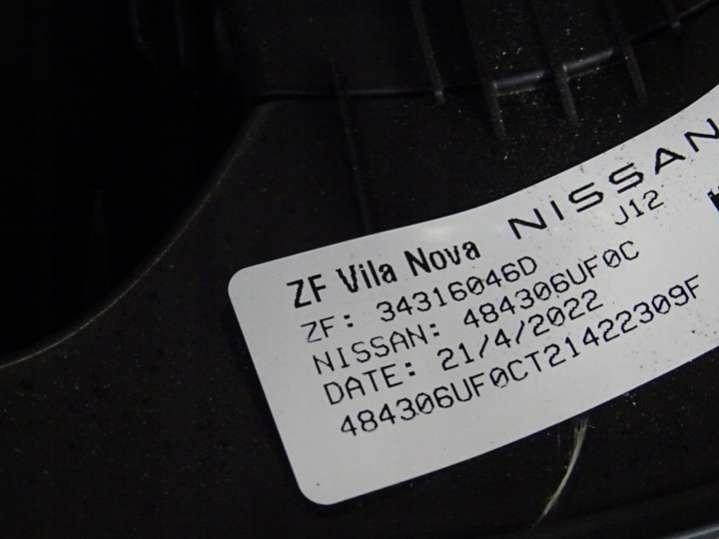 ZF Vila Nova NISSAN
ZF: 34316046D J12
NISSAN: 484306UF0C
DATE: 21/4/2022
484306UF0CT21422309F